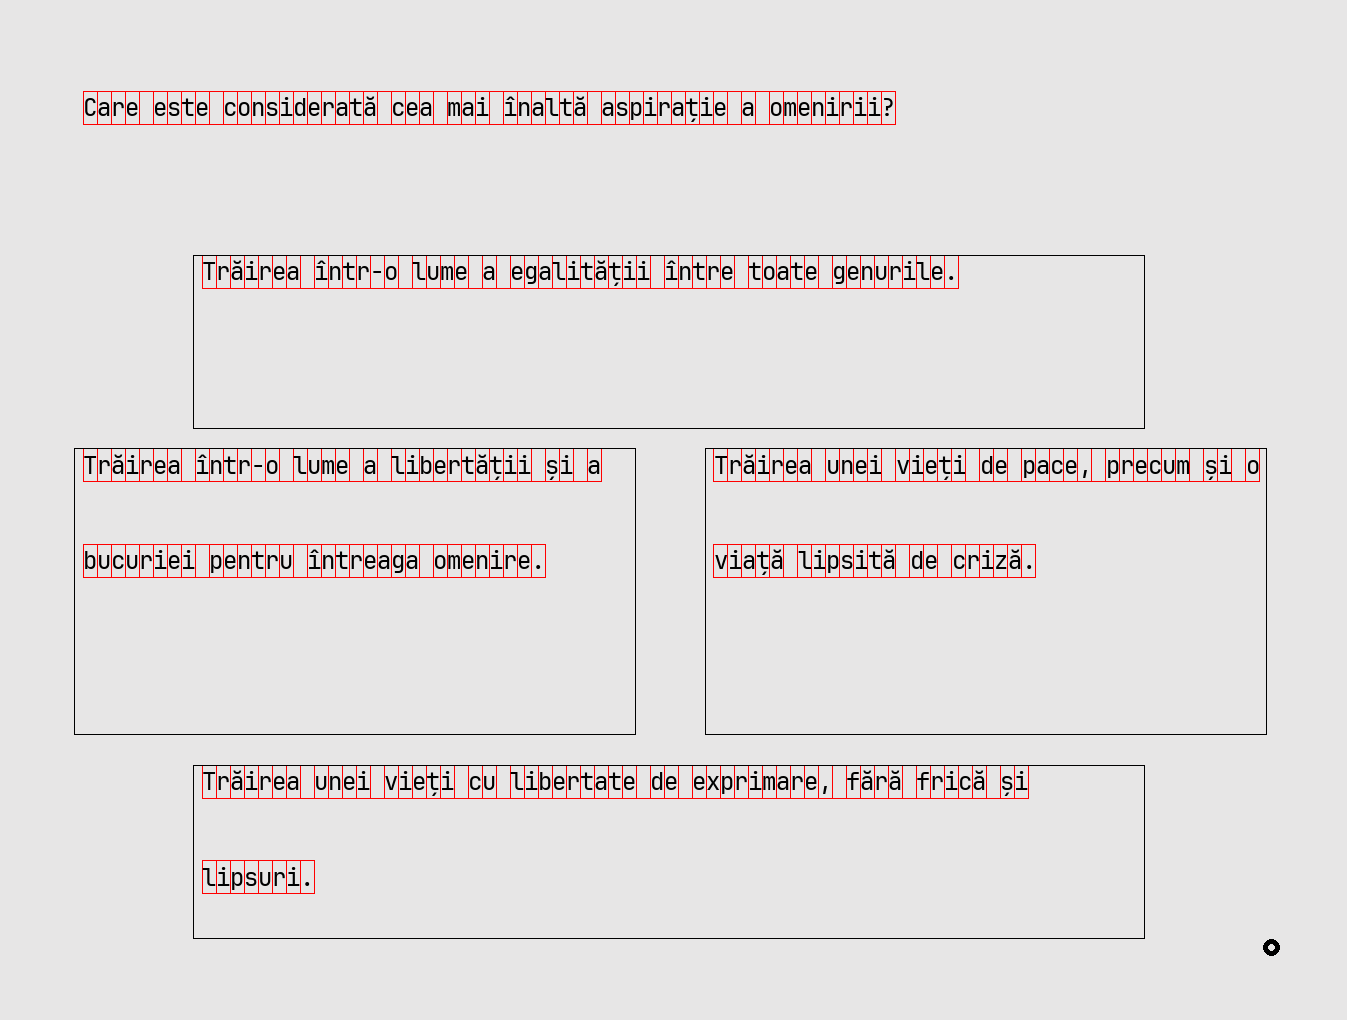 Care este considerată cea mai înaltă aspirație a omenirii?
Trăirea într-o lume a egalității între toate genurile.
Trăirea într-o lume a libertății și a
bucuriei pentru întreaga omenire.
Trăirea unei vieți de pace, precum și o
viață lipsită de criză.
Trăirea unei vieți cu libertate de exprimare, fără frică și
lipsuri.